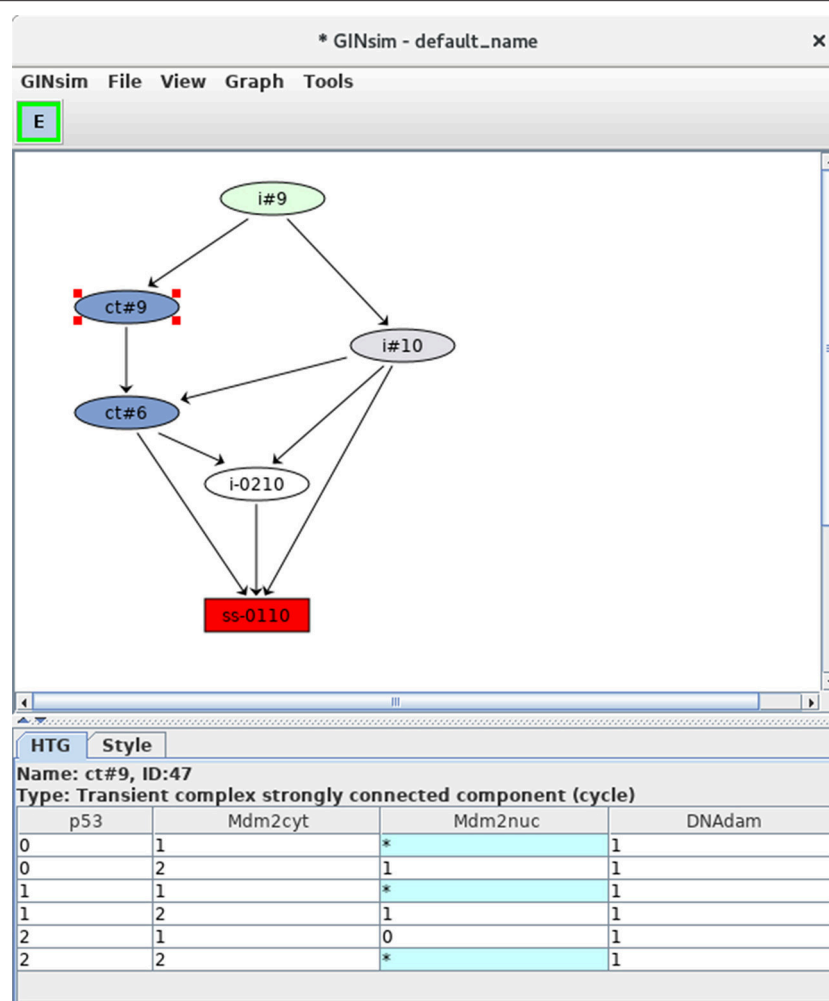 * GINsim - default_name ×
GINsim File View Graph Tools
E
i#9
ct#9
i#10
ct#6
i-0210
ss-0110
HTG Style
Name: ct#9, ID:47
Type: Transient complex strongly connected component (cycle)
p53 Mdm2cyt Mdm2nuc DNAdam
0 1 * 1
0 2 1 1
1 1 * 1
1 2 1 1
2 1 0 1
2 2 * 1